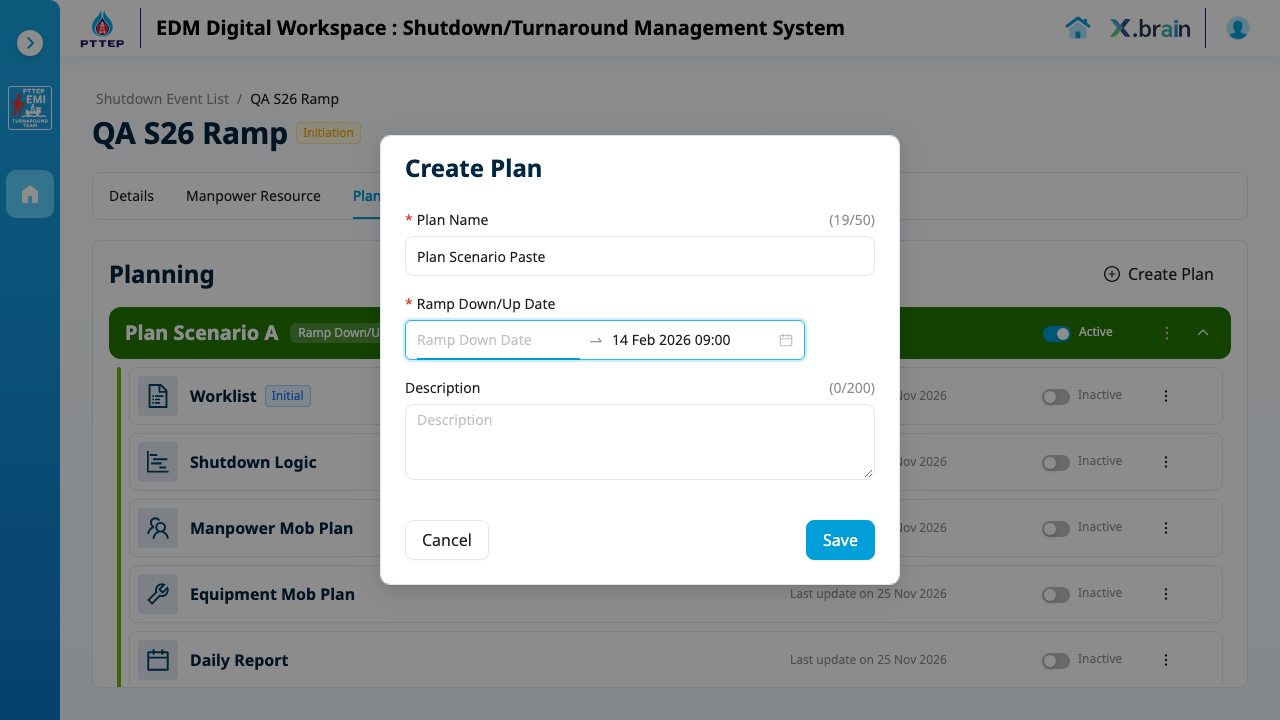 PTTEP
EDM Digital Workspace : Shutdown/Turnaround Management System
X.brain
PTTEP
EMI
TURNAROUND
TEAM
Shutdown Event List / QA S26 Ramp
QA S26 Ramp Initiation
Details Manpower Resource Plan
Planning
Create Plan
Plan Scenario A Ramp Down/U
Active
Worklist Initial
Nov 2026 Inactive
Shutdown Logic
Nov 2026 Inactive
Manpower Mob Plan
Nov 2026 Inactive
Equipment Mob Plan
Last update on 25 Nov 2026 Inactive
Daily Report
Last update on 25 Nov 2026 Inactive
Create Plan
* Plan Name (19/50)
Plan Scenario Paste
* Ramp Down/Up Date
Ramp Down Date 14 Feb 2026 09:00
Description (0/200)
Description
Cancel Save